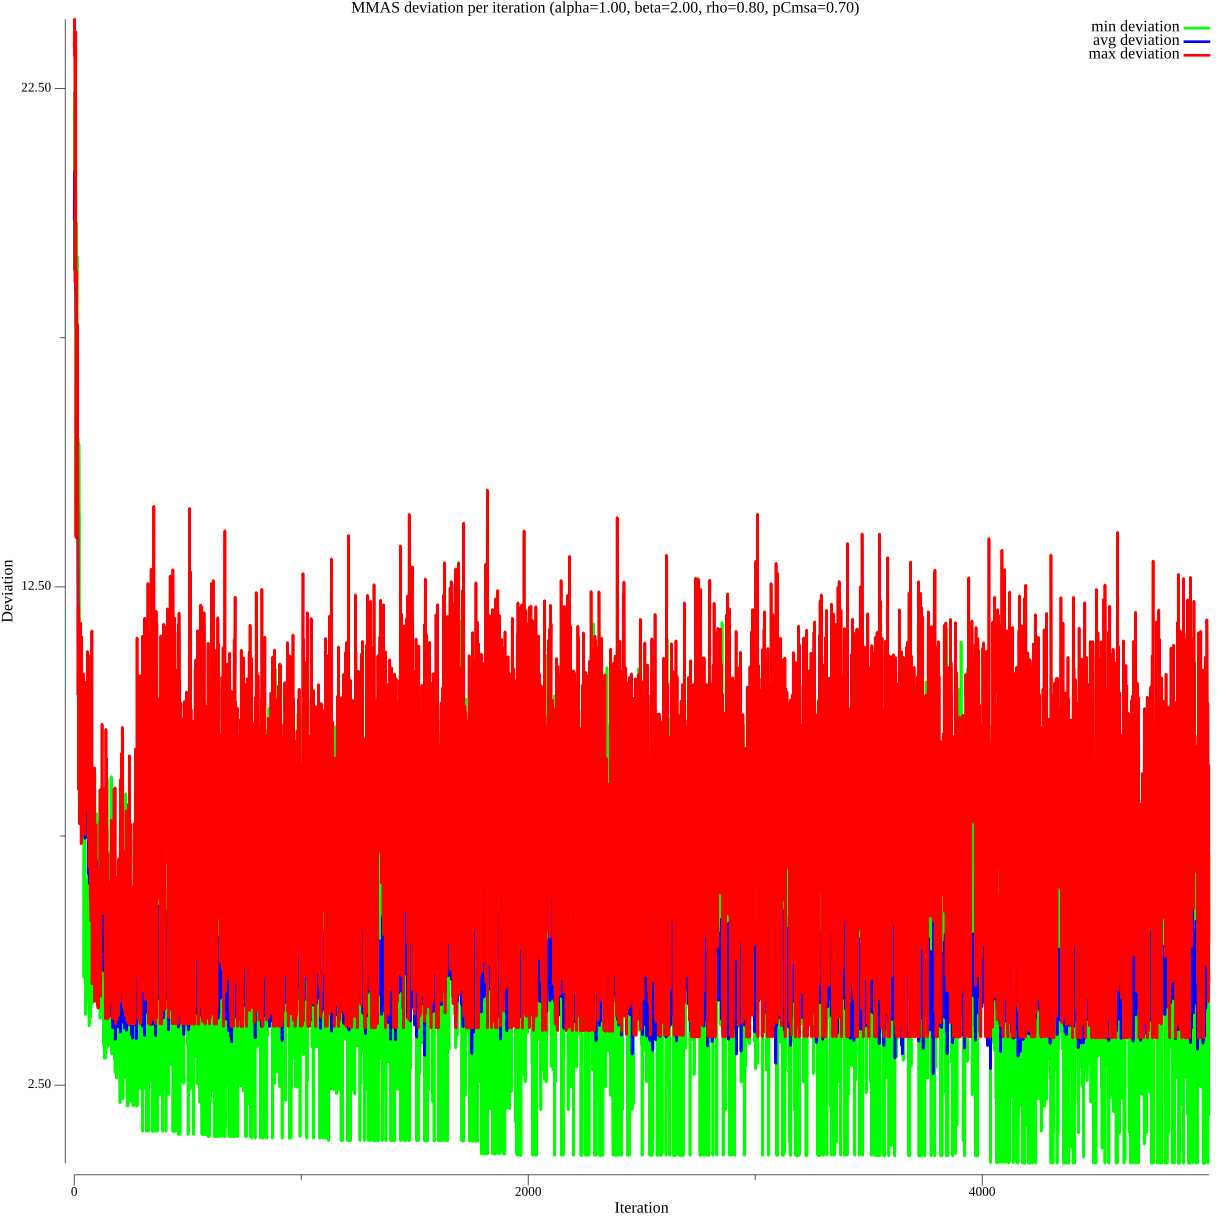 MMAS deviation per iteration (alpha=1.00, beta=2.00, rho=0.80, pCmsa=0.70)
min deviation
avg deviation
max deviation
22.50
12.50
2.50
Deviation
0
2000
4000
Iteration